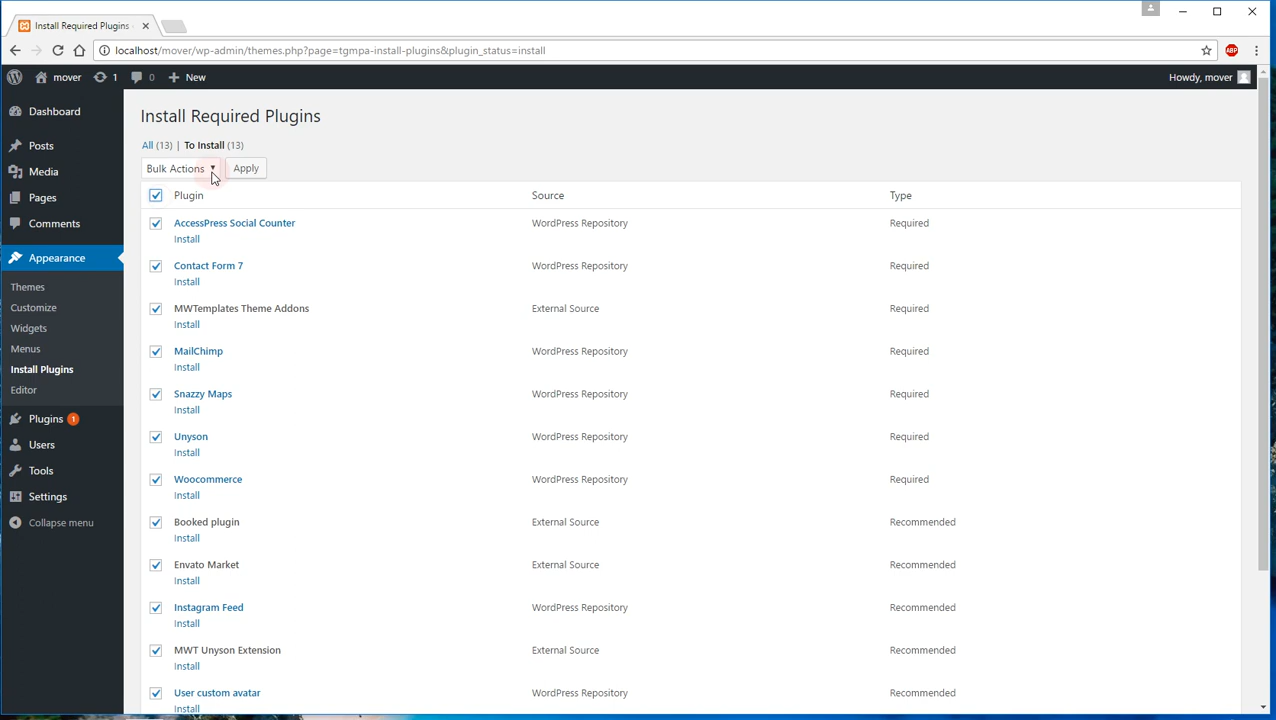 Install Required Plugins
localhost/mover/wp-admin/themes.php?page=tgmpa-install-plugins&plugin_status=install
ABP
mover 1 0 New
Howdy, mover
Dashboard
Posts
Media
Pages
Comments
Appearance
Themes
Customize
Widgets
Menus
Install Plugins
Editor
Plugins 1
Users
Tools
Settings
Collapse menu
Install Required Plugins
All (13) | To Install (13)
Bulk Actions Apply
Plugin Source Type
AccessPress Social Counter WordPress Repository Required
Install
Contact Form 7 WordPress Repository Required
Install
MWTemplates Theme Addons External Source Required
Install
MailChimp WordPress Repository Required
Install
Snazzy Maps WordPress Repository Required
Install
Unyson WordPress Repository Required
Install
Woocommerce WordPress Repository Required
Install
Booked plugin External Source Recommended
Install
Envato Market External Source Recommended
Install
Instagram Feed WordPress Repository Recommended
Install
MWT Unyson Extension External Source Recommended
Install
User custom avatar WordPress Repository Recommended
Install